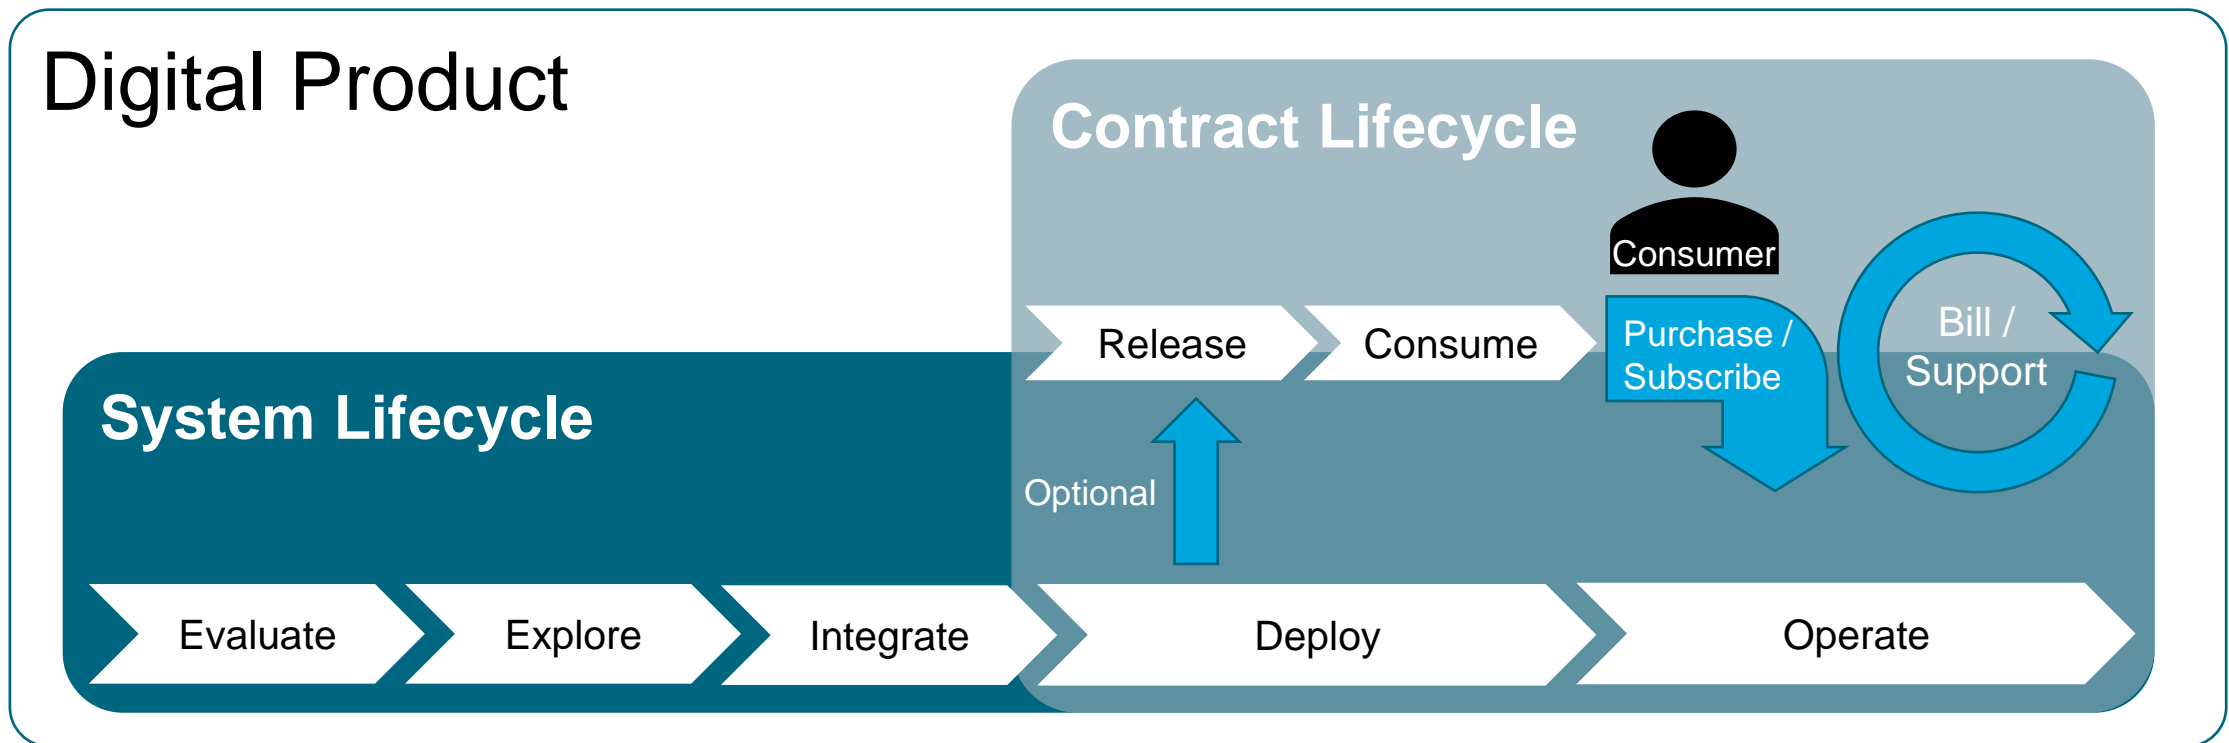 Digital Product
Contract Lifecycle
Consumer
Release
Consume
Purchase /
Subscribe
Bill /
Support
System Lifecycle
Optional
Evaluate
Explore
Integrate
Deploy
Operate